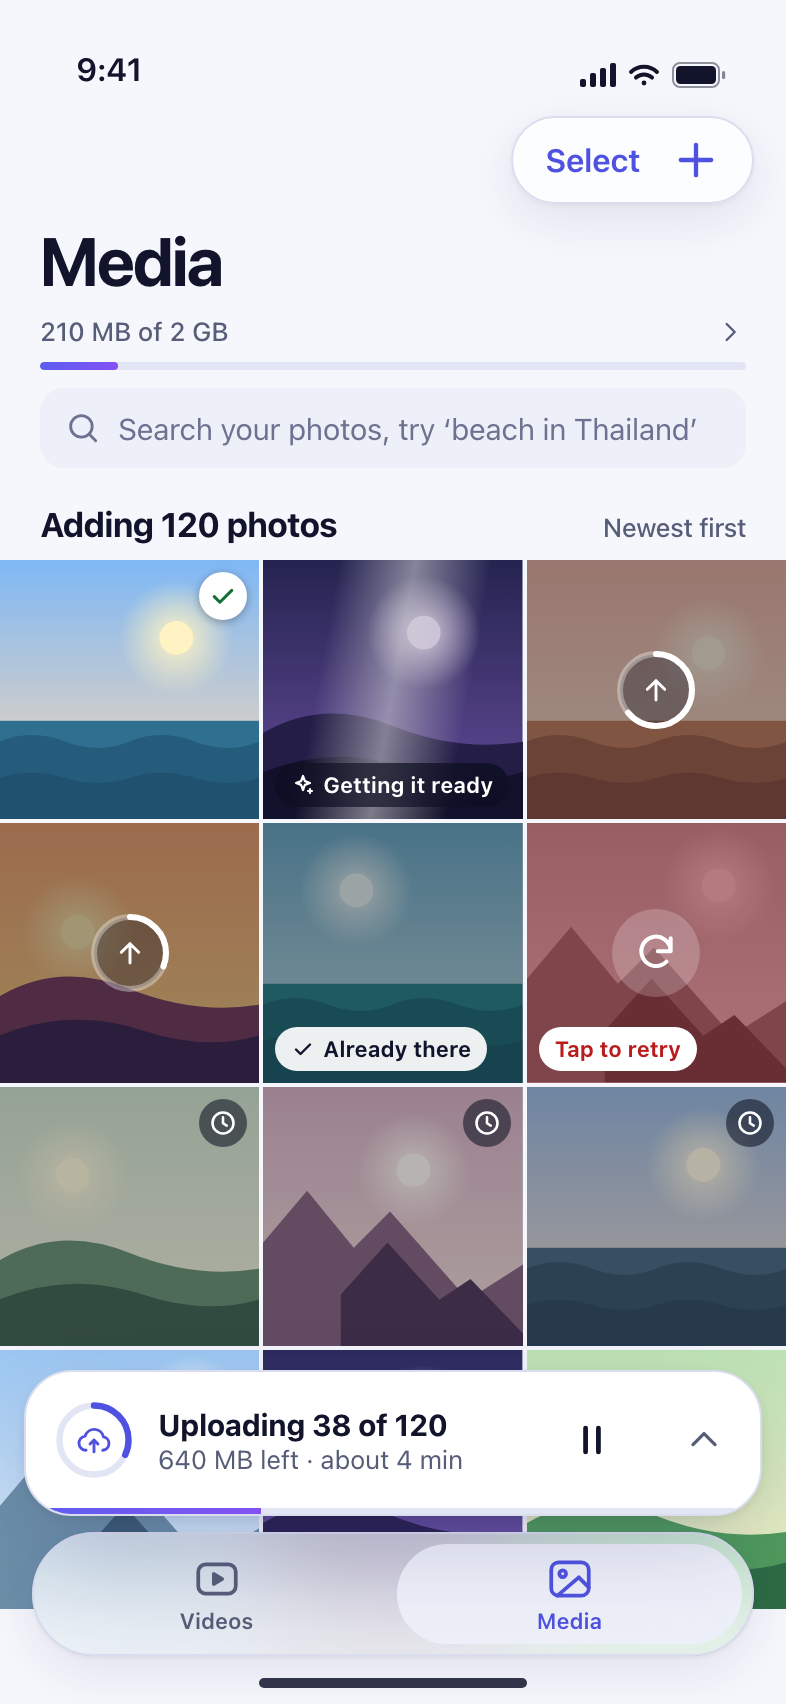 9:41
Select
Media
210 MB of 2 GB
Search your photos, try ‘beach in Thailand’
Adding 120 photos
Newest first
Getting it ready
Already there
Tap to retry
Uploading 38 of 120
640 MB left · about 4 min
Videos
Media